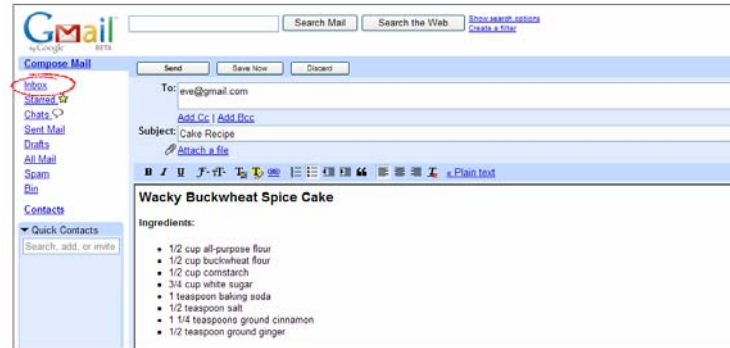 Gmail
by Google BETA
Search Mail Search the Web Show search options
Create a filter
Compose Mail
Inbox
Starred
Chats
Sent Mail
Drafts
All Mail
Spam
Bin
Contacts
Quick Contacts
Search, add, or invite
Send Save Now Discard
To: eve@gmail.com
Add Cc | Add Bcc
Subject: Cake Recipe
Attach a file
B I U « Plain text
Wacky Buckwheat Spice Cake
Ingredients:
• 1/2 cup all-purpose flour
• 1/2 cup buckwheat flour
• 1/2 cup cornstarch
• 3/4 cup white sugar
• 1 teaspoon baking soda
• 1/2 teaspoon salt
• 1 1/4 teaspoons ground cinnamon
• 1/2 teaspoon ground ginger